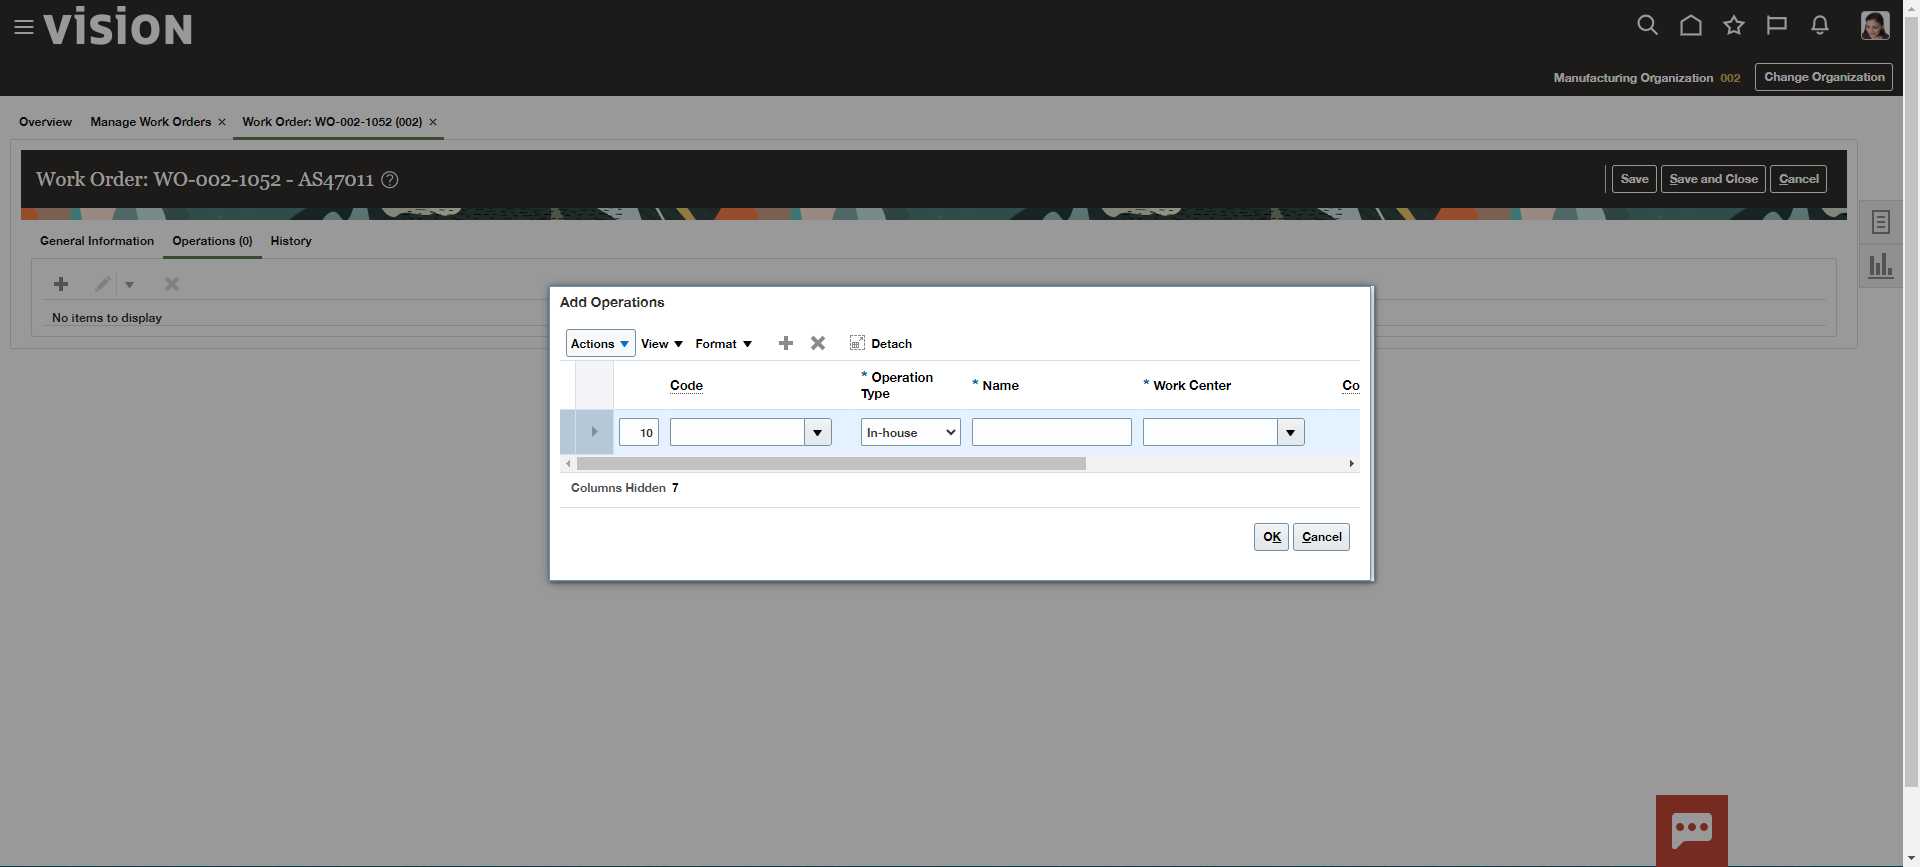 VISION
Manufacturing Organization 002 Change Organization
Overview Manage Work Orders × Work Order: WO-002-1052 (002) ×
Work Order: WO-002-1052 - AS47011 ?
Save Save and Close Cancel
General Information Operations (0) History
No items to display
Add Operations
Actions View Format Detach
Code * Operation Type * Name * Work Center Co
10 In-house
Columns Hidden 7
OK Cancel